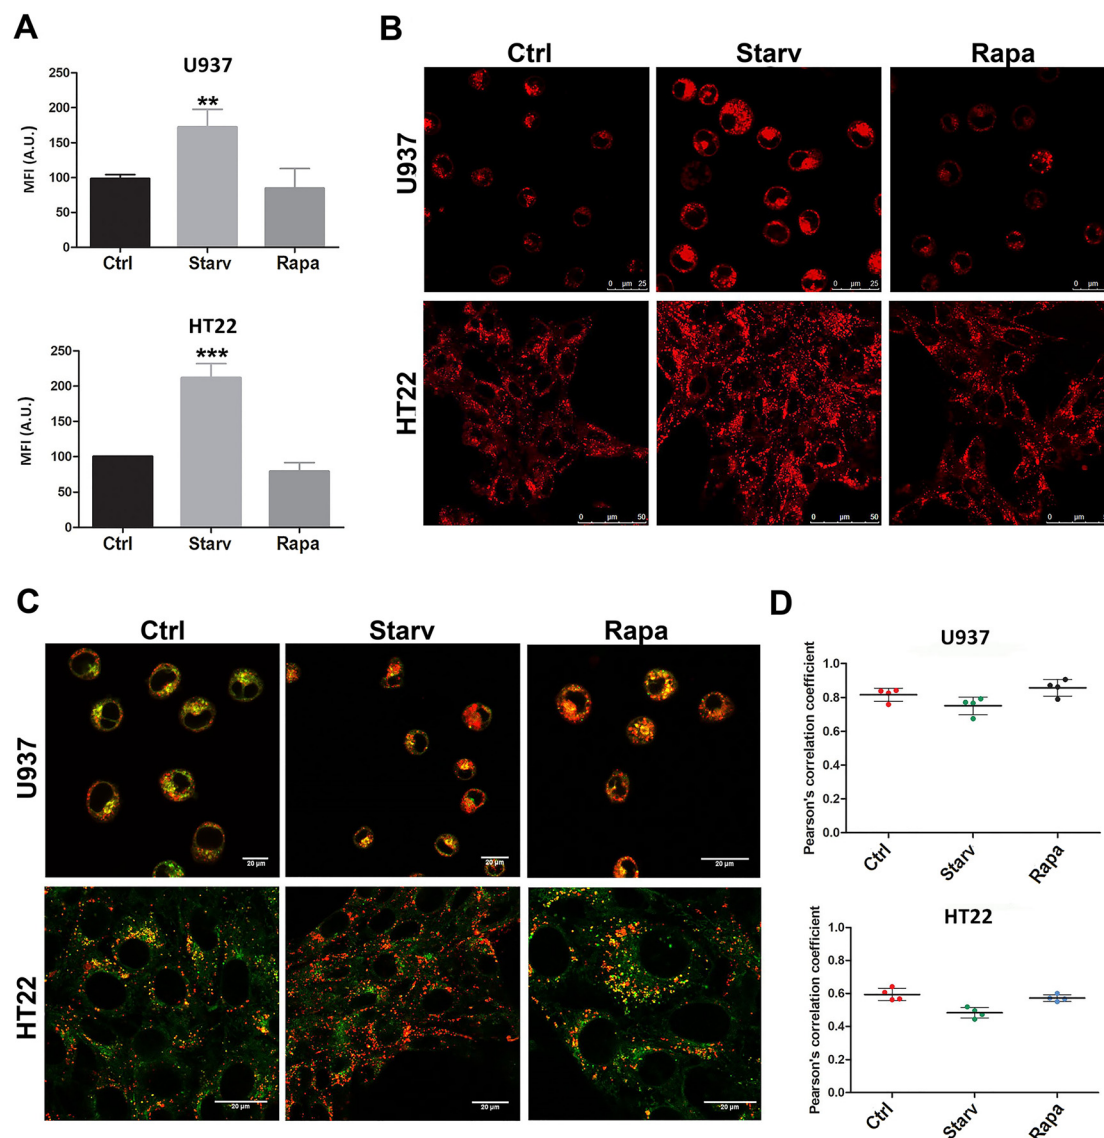 A
U937
250
200
150
100
50
0
MFI (A.U.)
**
Ctrl Starv Rapa
HT22
250
200
150
100
50
0
MFI (A.U.)
***
Ctrl Starv Rapa
B
Ctrl Starv Rapa
U937
0 µm 25
0 µm 25
0 µm 25
HT22
0 µm 50
0 µm 50
0 µm 50
C
Ctrl Starv Rapa
U937
20 µm
20 µm
20 µm
HT22
20 µm
20 µm
20 µm
D
U937
Pearson's correlation coefficient
1.0
0.8
0.6
0.4
0.2
0.0
Ctrl Starv Rapa
HT22
Pearson's correlation coefficient
1.0
0.8
0.6
0.4
0.2
0.0
Ctrl Starv Rapa